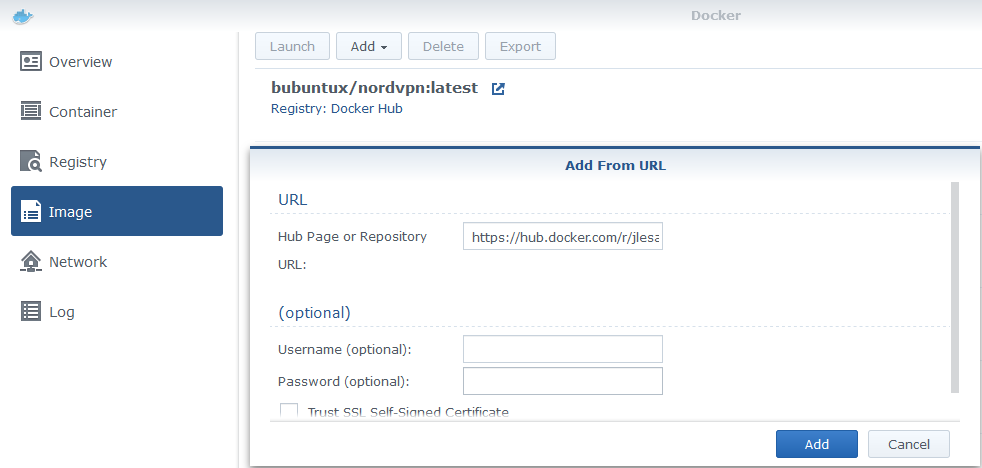 Docker
Overview
Container
Registry
Image
Network
Log
Launch
Add
Delete
Export
bubuntux/nordvpn:latest
Registry: Docker Hub
Add From URL
URL
Hub Page or Repository
URL:
https://hub.docker.com/r/jlesa
(optional)
Username (optional):
Password (optional):
Trust SSL Self-Signed Certificate
Add
Cancel